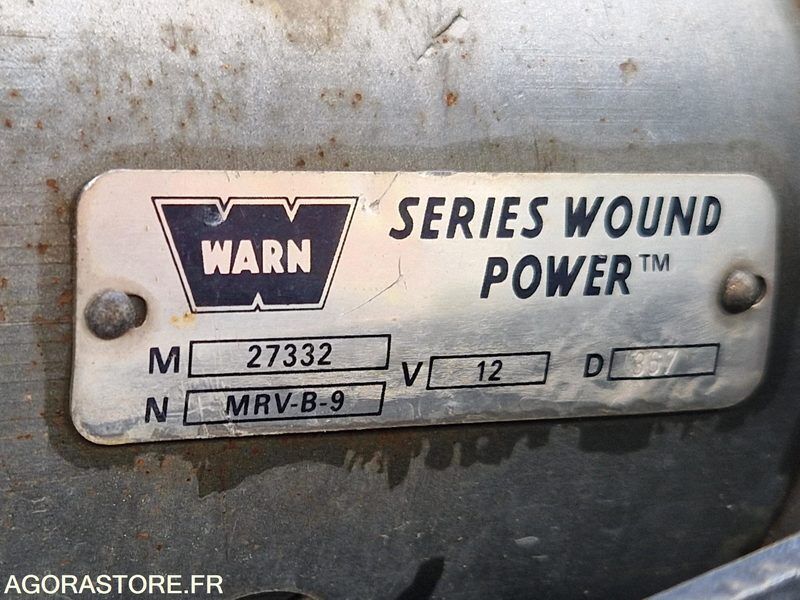 WARN
SERIES WOUND
POWER™
M 27332
V 12
D 367
N MRV-B-9
AGORASTORE.FR